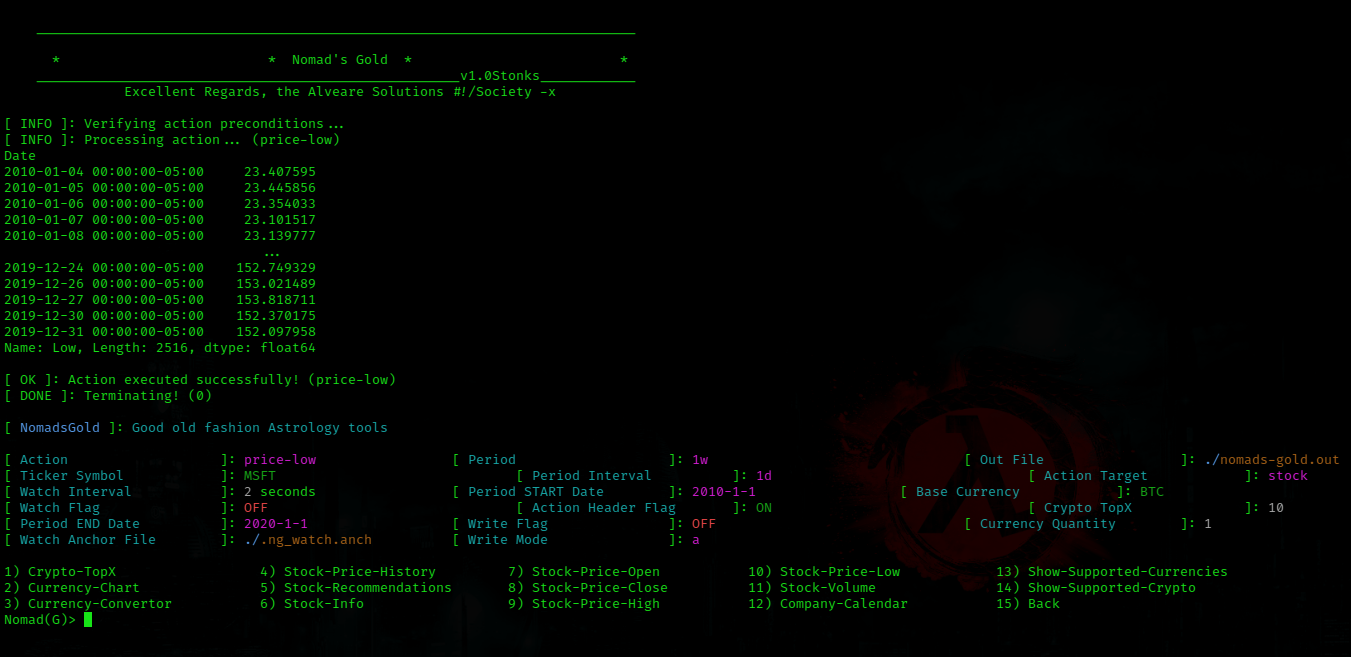 *                          *  Nomad's Gold  *                          *
_____________________________________________________v1.0Stonks____________
Excellent Regards, the Alveare Solutions #!/Society -x
[ INFO ]: Verifying action preconditions...
[ INFO ]: Processing action... (price-low)
Date
2010-01-04 00:00:00-05:00     23.407595
2010-01-05 00:00:00-05:00     23.445856
2010-01-06 00:00:00-05:00     23.354033
2010-01-07 00:00:00-05:00     23.101517
2010-01-08 00:00:00-05:00     23.139777
...
2019-12-24 00:00:00-05:00    152.749329
2019-12-26 00:00:00-05:00    153.021489
2019-12-27 00:00:00-05:00    153.818711
2019-12-30 00:00:00-05:00    152.370175
2019-12-31 00:00:00-05:00    152.097958
Name: Low, Length: 2516, dtype: float64
[ OK ]: Action executed successfully! (price-low)
[ DONE ]: Terminating! (0)
[ NomadsGold ]: Good old fashion Astrology tools
[ Action                   ]: price-low                 [ Period                   ]: 1w                  [ Out File                 ]: ./nomads-gold.out
[ Ticker Symbol            ]: MSFT                      [ Period Interval          ]: 1d                  [ Action Target            ]: stock
[ Watch Interval           ]: 2 seconds                 [ Period START Date        ]: 2010-1-1            [ Base Currency            ]: BTC
[ Watch Flag               ]: OFF                       [ Action Header Flag       ]: ON                  [ Crypto TopX              ]: 10
[ Period END Date          ]: 2020-1-1                  [ Write Flag               ]: OFF                 [ Currency Quantity        ]: 1
[ Watch Anchor File        ]: ./.ng_watch.anch          [ Write Mode               ]: a
1) Crypto-TopX                  4) Stock-Price-History         7) Stock-Price-Open           10) Stock-Price-Low            13) Show-Supported-Currencies
2) Currency-Chart               5) Stock-Recommendations       8) Stock-Price-Close          11) Stock-Volume               14) Show-Supported-Crypto
3) Currency-Convertor           6) Stock-Info                  9) Stock-Price-High           12) Company-Calendar           15) Back
Nomad(G)>